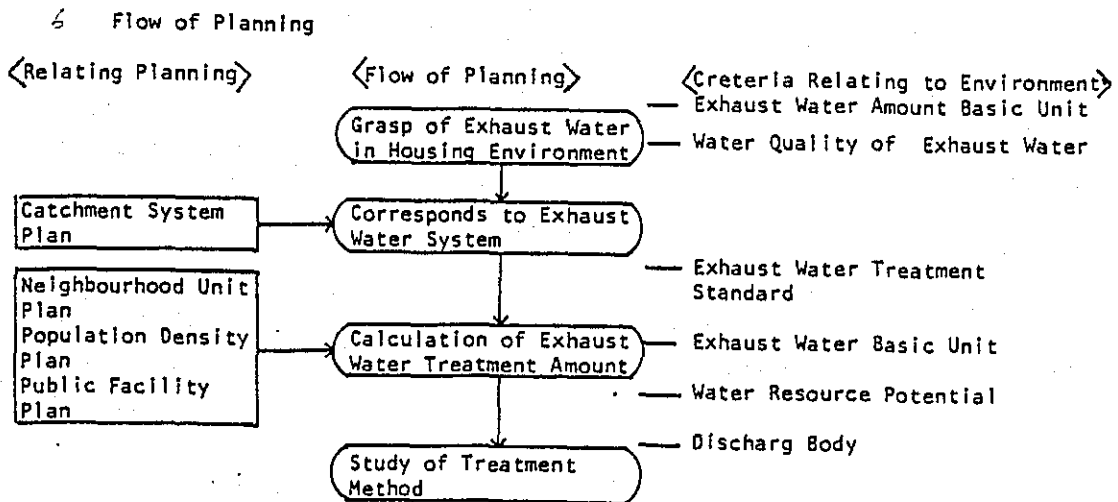 6 Flow of Planning
<Relating Planning>
<Flow of Planning>
<Creteria Relating to Environment>
Grasp of Exhaust Water
in Housing Environment
Exhaust Water Amount Basic Unit
Water Quality of Exhaust Water
Catchment System
Plan
Corresponds to Exhaust
Water System
Exhaust Water Treatment
Standard
Neighbourhood Unit
Plan
Population Density
Plan
Public Facility
Plan
Calculation of Exhaust
Water Treatment Amount
Exhaust Water Basic Unit
Water Resource Potential
Discharg Body
Study of Treatment
Method